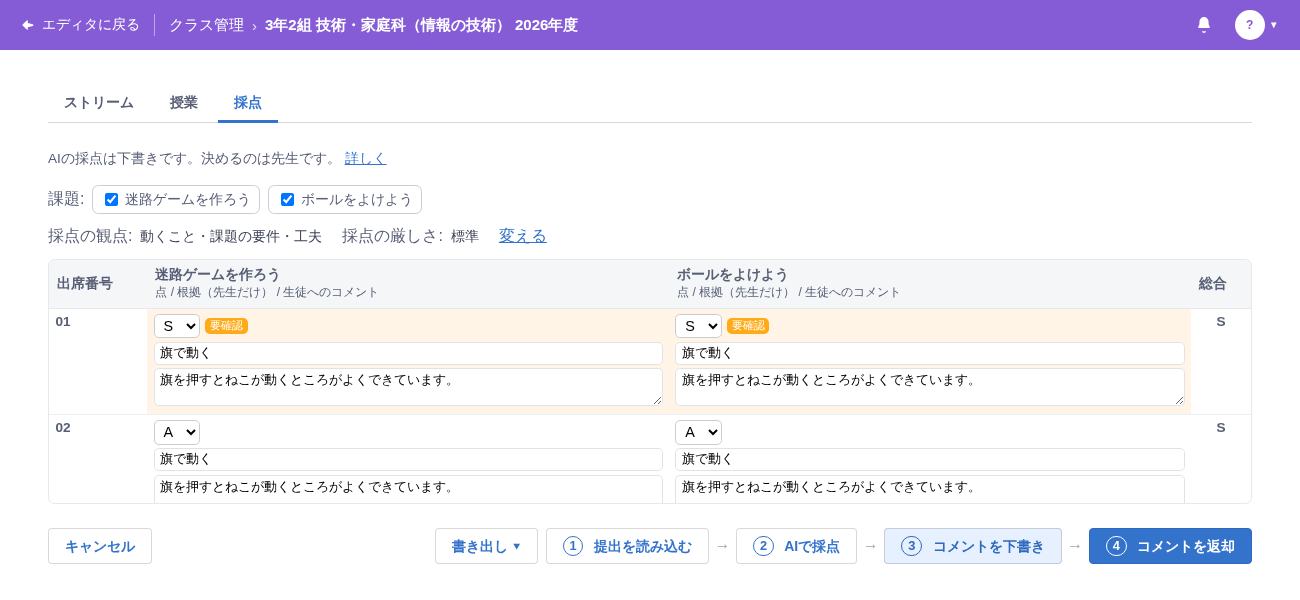 エディタに戻る クラス管理 › 3年2組 技術・家庭科（情報の技術） 2026年度 ?
ストリーム 授業 採点
AIの採点は下書きです。決めるのは先生です。 詳しく
課題: 迷路ゲームを作ろう ボールをよけよう
採点の観点: 動くこと・課題の要件・工夫 採点の厳しさ: 標準 変える
出席番号 迷路ゲームを作ろう ボールをよけよう 総合
点 / 根拠（先生だけ） / 生徒へのコメント 点 / 根拠（先生だけ） / 生徒へのコメント
01 S 要確認 S 要確認 S
旗で動く 旗で動く
旗を押すとねこが動くところがよくできています。 旗を押すとねこが動くところがよくできています。
02 A A S
旗で動く 旗で動く
旗を押すとねこが動くところがよくできています。 旗を押すとねこが動くところがよくできています。
キャンセル 書き出し ▼ 1 提出を読み込む → 2 AIで採点 → 3 コメントを下書き → 4 コメントを返却